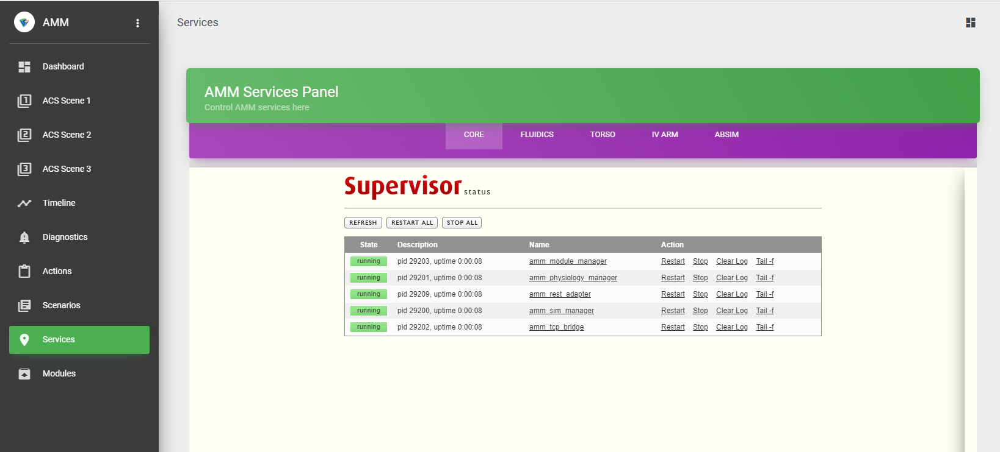 AMM
Dashboard
1 ACS Scene 1
2 ACS Scene 2
3 ACS Scene 3
Timeline
Diagnostics
Actions
Scenarios
Services
Modules
Services
AMM Services Panel
Control AMM services here
CORE FLUIDICS TORSO IV ARM ABSIM
Supervisor status
REFRESH RESTART ALL STOP ALL
State Description Name Action
running pid 29203, uptime 0:00:08 amm_module_manager Restart Stop Clear Log Tail -f
running pid 29201, uptime 0:00:08 amm_physiology_manager Restart Stop Clear Log Tail -f
running pid 29209, uptime 0:00:08 amm_rest_adapter Restart Stop Clear Log Tail -f
running pid 29200, uptime 0:00:08 amm_sim_manager Restart Stop Clear Log Tail -f
running pid 29202, uptime 0:00:08 amm_tcp_bridge Restart Stop Clear Log Tail -f